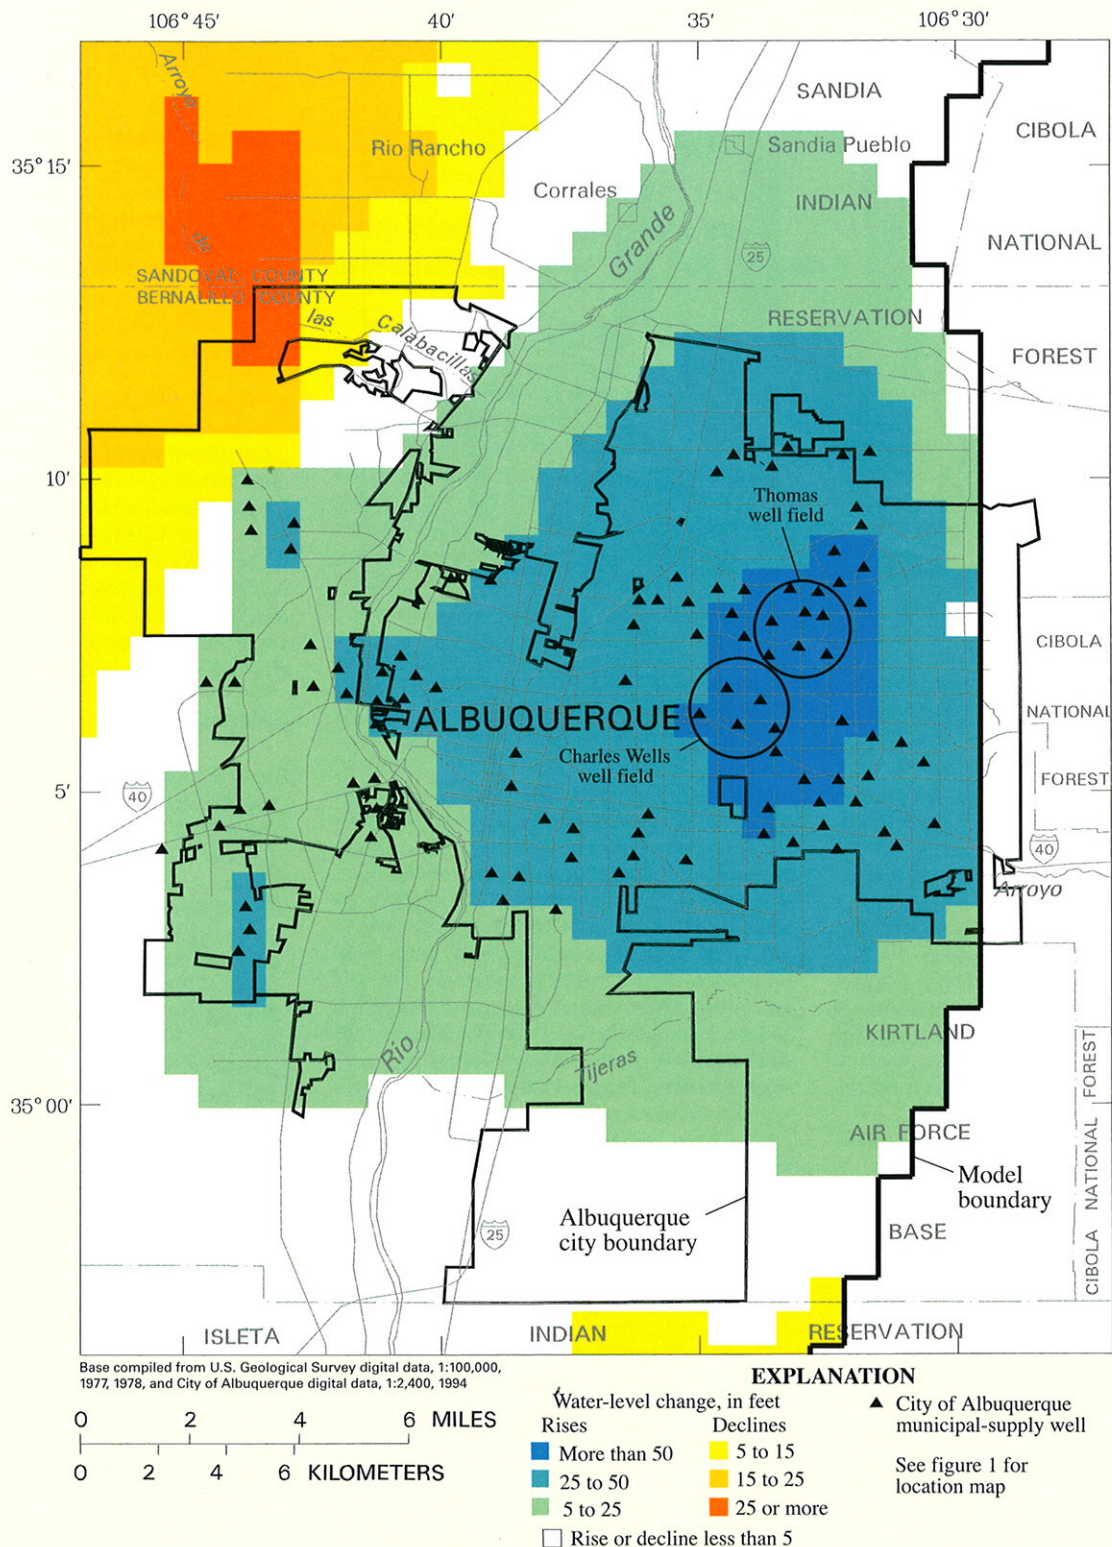 106° 45'
40'
35'
106° 30'
35° 15'
10'
5'
35° 00'
Arroyo
de
las
Calabacillas
Rio Rancho
Corrales
Grande
SANDIA
Sandia Pueblo
INDIAN
25
RESERVATION
CIBOLA
NATIONAL
FOREST
SANDOVAL COUNTY
BERNALILLO COUNTY
Thomas
well field
CIBOLA
NATIONAL
FOREST
ALBUQUERQUE
Charles Wells
well field
40
40
Arroyo
Rio
Tijeras
KIRTLAND
AIR FORCE
BASE
CIBOLA NATIONAL FOREST
Model
boundary
Albuquerque
city boundary
25
ISLETA
INDIAN
RESERVATION
Base compiled from U.S. Geological Survey digital data, 1:100,000,
1977, 1978, and City of Albuquerque digital data, 1:2,400, 1994
0 2 4 6 MILES
0 2 4 6 KILOMETERS
EXPLANATION
Water-level change, in feet
Rises
More than 50
25 to 50
5 to 25
Declines
5 to 15
15 to 25
25 or more
Rise or decline less than 5
City of Albuquerque
municipal-supply well
See figure 1 for
location map